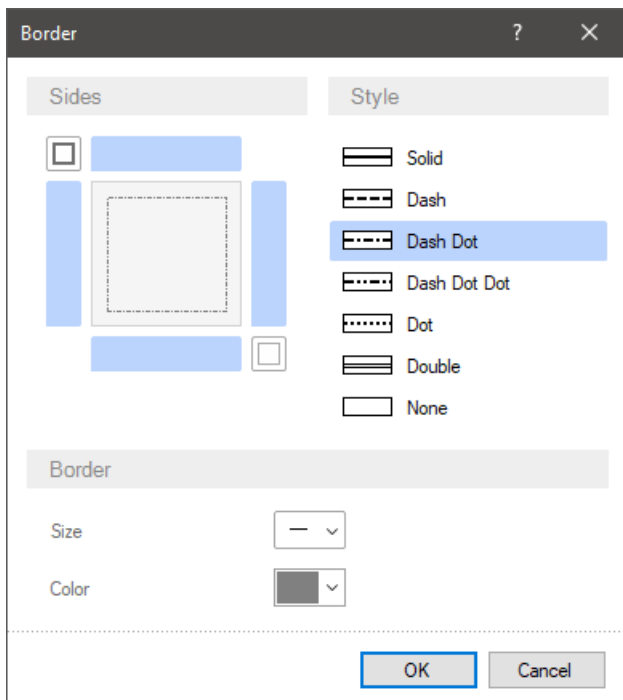 Border ?
Sides
Style
Solid
Dash
Dash Dot
Dash Dot Dot
Dot
Double
None
Border
Size
Color
OK Cancel